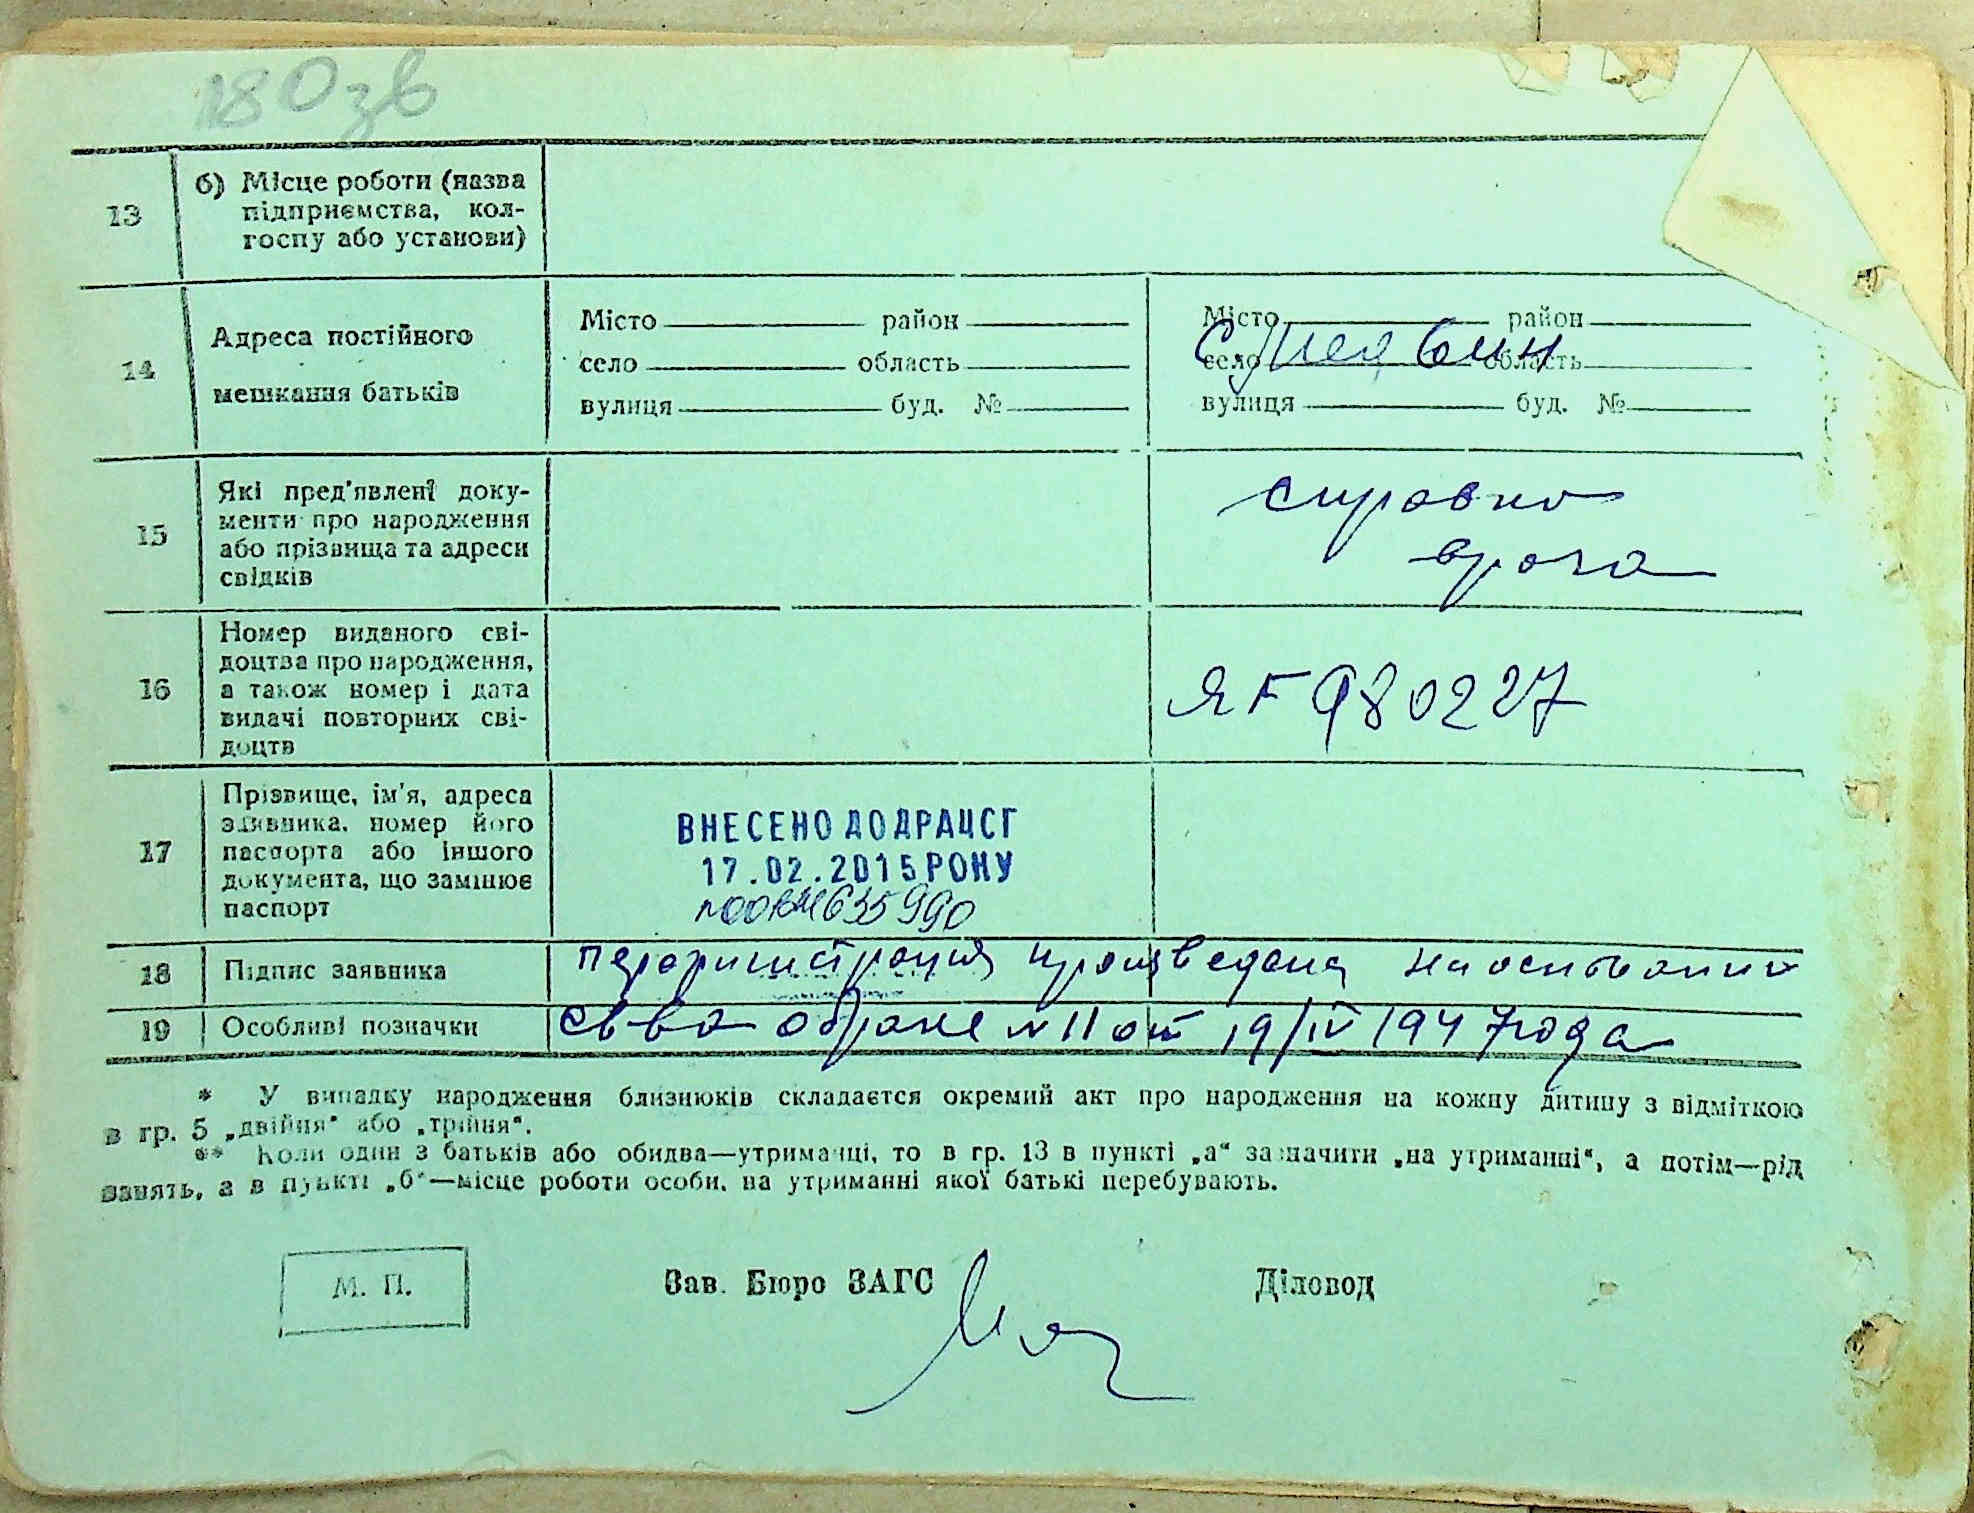 180 зв
13
б) Місце роботи (назва
підприємства, кол-
госпу або установи)
14
Адреса постійного
мешкання батьків
Місто район
село область
вулиця буд. №
Місто район
село область
вулиця буд. №
15
Які пред'явлені доку-
менти про народження
або прізвища та адреси
свідків
справка
врача
16
Номер виданого сві-
доцтва про народження,
а також номер і дата
видачі повторних сві-
доцтв
980227
17
Прізвище, ім'я, адреса
заявника, номер його
паспорта або іншого
документа, що замінює
паспорт
ВНЕСЕНО ДО ДРАЦСГ
17.02.2015 РОКУ
18
Підпис заявника
перерегистрация произведена на основании
19
Особливі позначки
св-ва о браке N 11 от 19/IV 1947 года
* У випадку народження близнюків складається окремий акт про народження на кожну дитину з відміткою
в гр. 5 „двійня" або „трійня".
** Коли один з батьків або обидва—утриманці, то в гр. 13 в пункті „а" зазначити „на утриманні", а потім—рід
занять, а в пункті „б"—місце роботи особи, на утриманні якої батькі перебувають.
М. П.
Зав. Бюро ЗАГС
Діловод